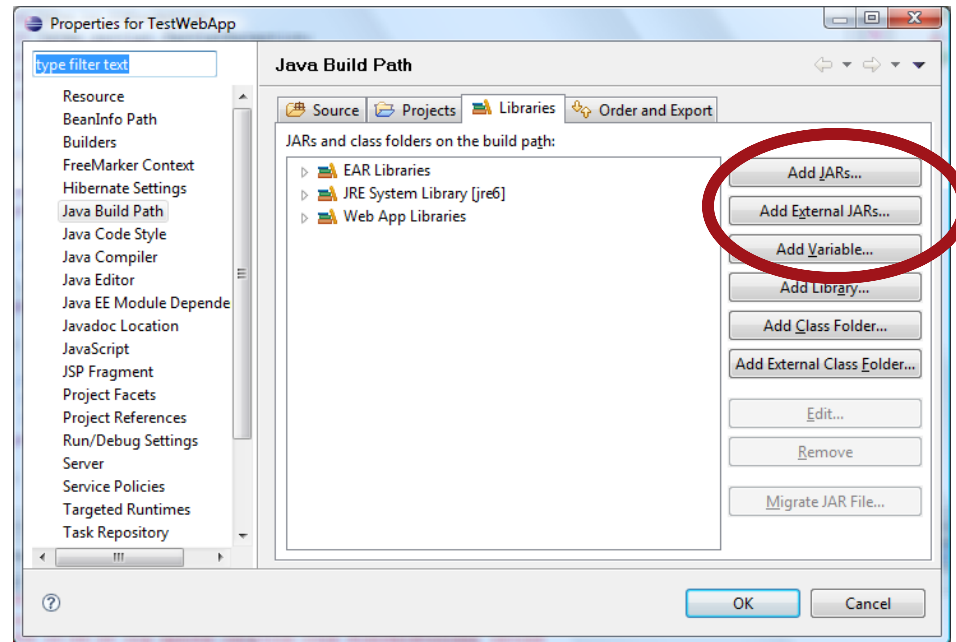 Properties for TestWebApp
type filter text
Resource
BeanInfo Path
Builders
FreeMarker Context
Hibernate Settings
Java Build Path
Java Code Style
Java Compiler
Java Editor
Java EE Module Depende
Javadoc Location
JavaScript
JSP Fragment
Project Facets
Project References
Run/Debug Settings
Server
Service Policies
Targeted Runtimes
Task Repository
Java Build Path
Source Projects Libraries Order and Export
JARs and class folders on the build path:
EAR Libraries
JRE System Library [jre6]
Web App Libraries
Add JARs...
Add External JARs...
Add Variable...
Add Library...
Add Class Folder...
Add External Class Folder...
Edit...
Remove
Migrate JAR File...
OK Cancel